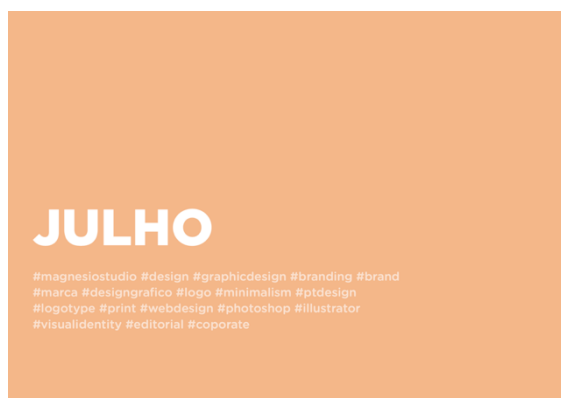 JULHO
#magnesiostudio #design #graphicdesign #branding #brand
#marca #designgrafico #logo #minimalism #ptdesign
#logotype #print #webdesign #photoshop #illustrator
#visualidentity #editorial #coporate